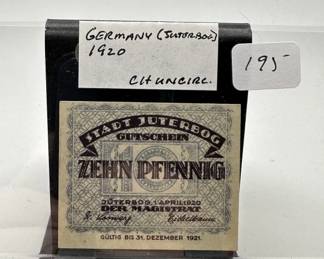 GERMANY (JUTERBOG)
1920
CH UNCIRC.
195-
STADT JUTERBOG
GUTSCHEIN
10
ZEHN PFENNIG
JÜTERBOG, 1. APRIL 1920
DER MAGISTRAT
GÜLTIG BIS 31. DEZEMBER 1921.